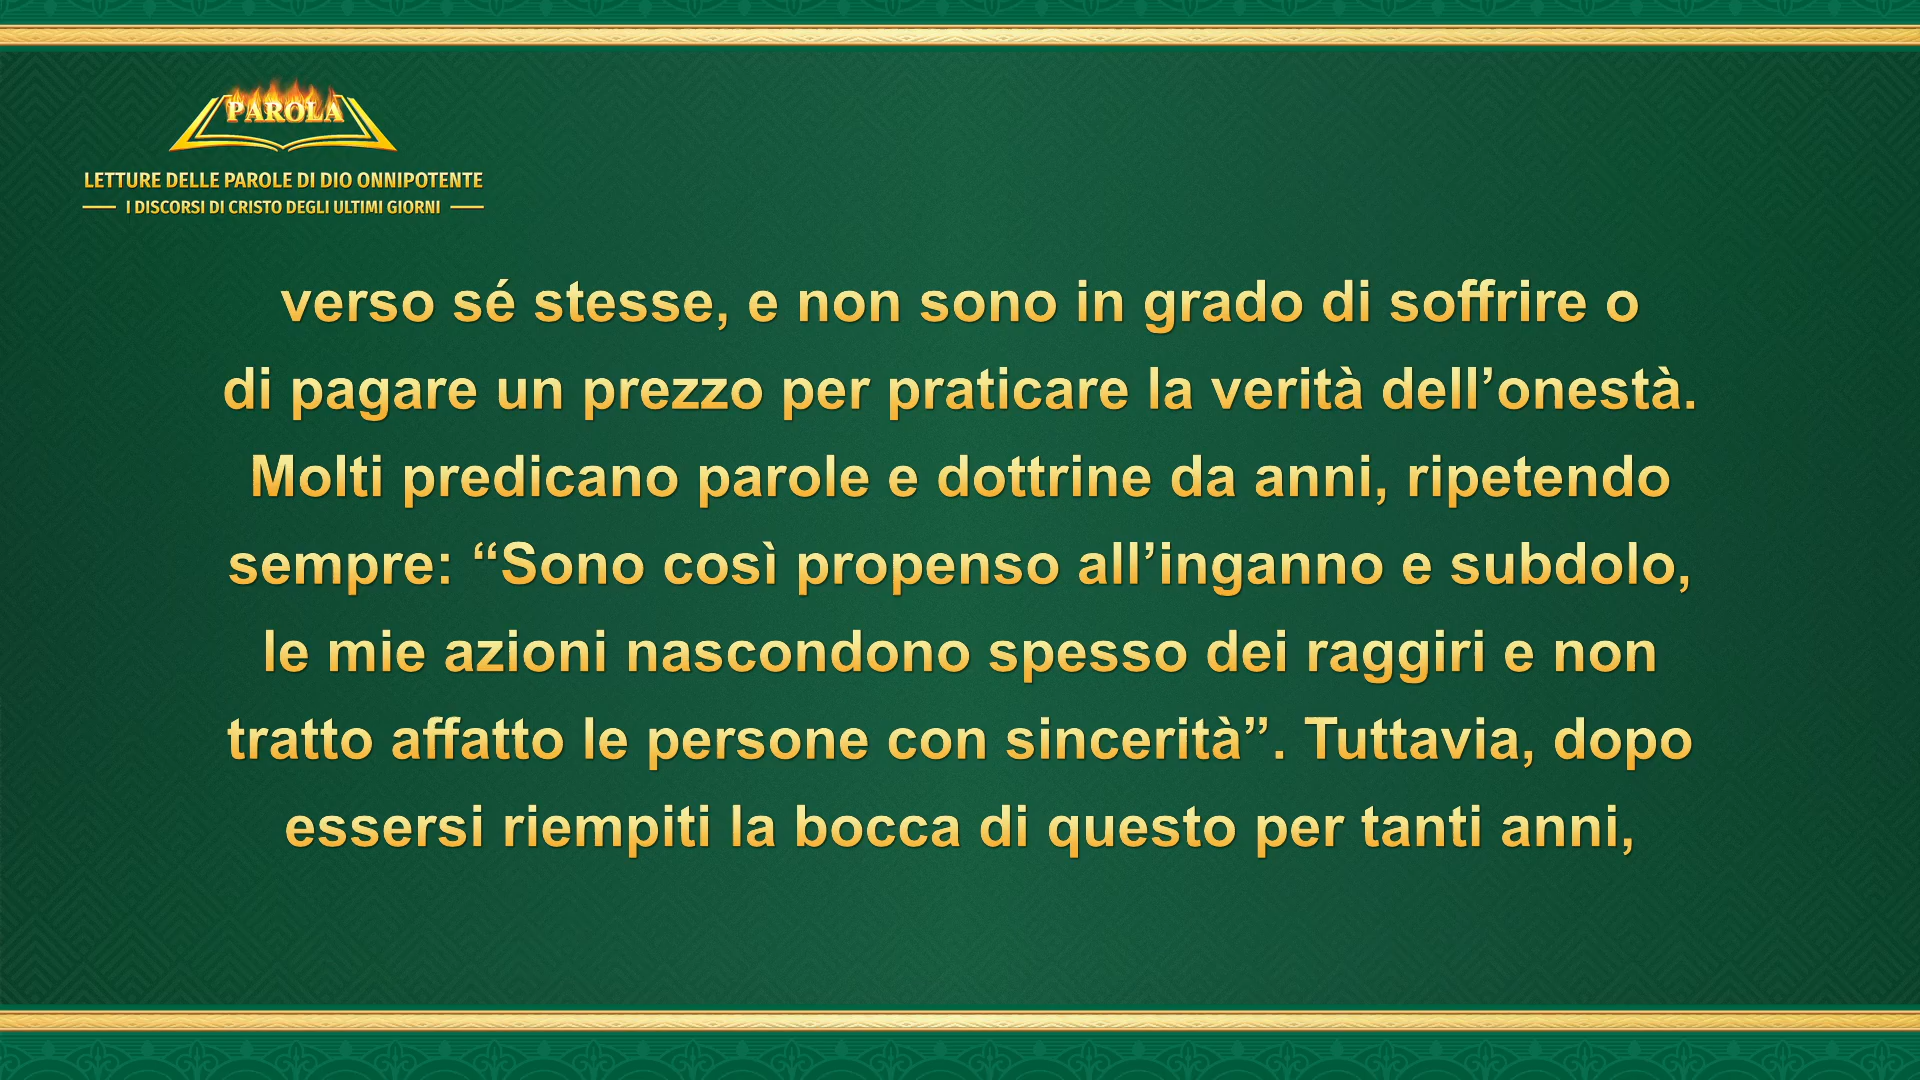 PAROLA
LETTURE DELLE PAROLE DI DIO ONNIPOTENTE
I DISCORSI DI CRISTO DEGLI ULTIMI GIORNI
verso sé stesse, e non sono in grado di soffrire o
di pagare un prezzo per praticare la verità dell’onestà.
Molti predicano parole e dottrine da anni, ripetendo
sempre: “Sono così propenso all’inganno e subdolo,
le mie azioni nascondono spesso dei raggiri e non
tratto affatto le persone con sincerità”. Tuttavia, dopo
essersi riempiti la bocca di questo per tanti anni,